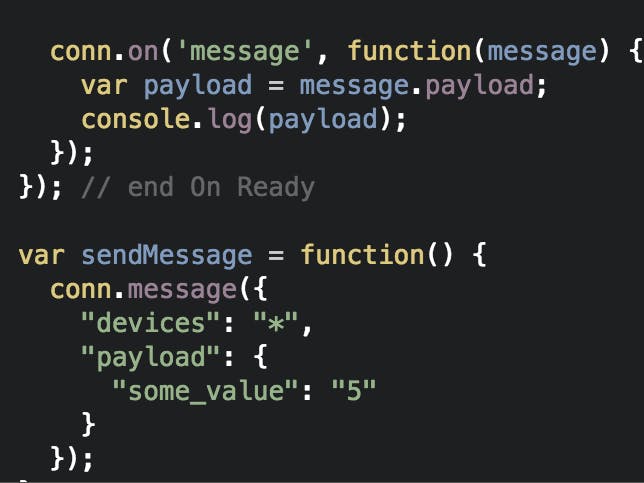 conn.on('message', function(message) {
var payload = message.payload;
console.log(payload);
});
}); // end On Ready
var sendMessage = function() {
conn.message({
"devices": "*",
"payload": {
"some_value": "5"
}
});